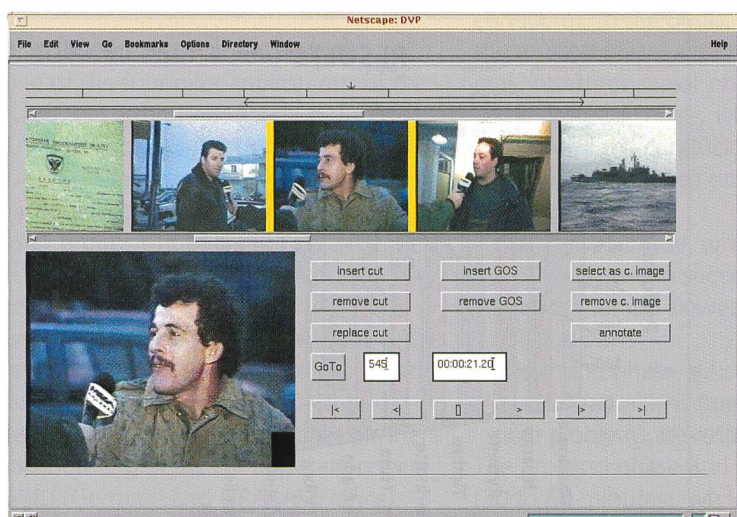 Netscape: DVP
File Edit View Go Bookmarks Options Directory Window Help
insert cut insert GOS select as c. image
remove cut remove GOS remove c. image
replace cut annotate
GoTo 545 00:00:21.20
|< <| [] > |> >|